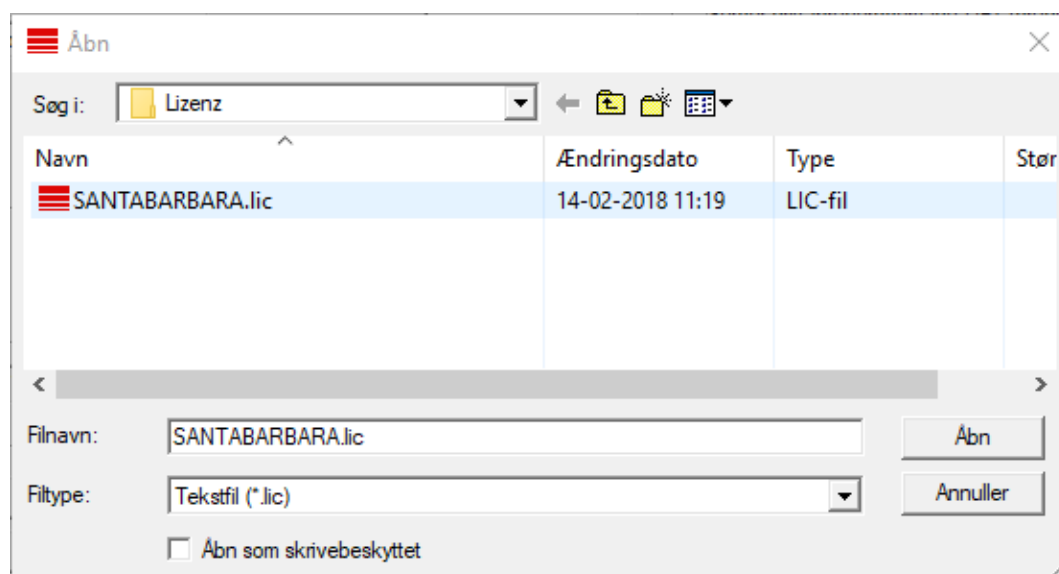 Åbn
Søg i: Lizenz
Navn Ændringsdato Type Stør
SANTABARBARA.lic 14-02-2018 11:19 LIC-fil
Filnavn: SANTABARBARA.lic Åbn
Filtype: Tekstfil (*.lic) Annuller
Åbn som skrivebeskyttet